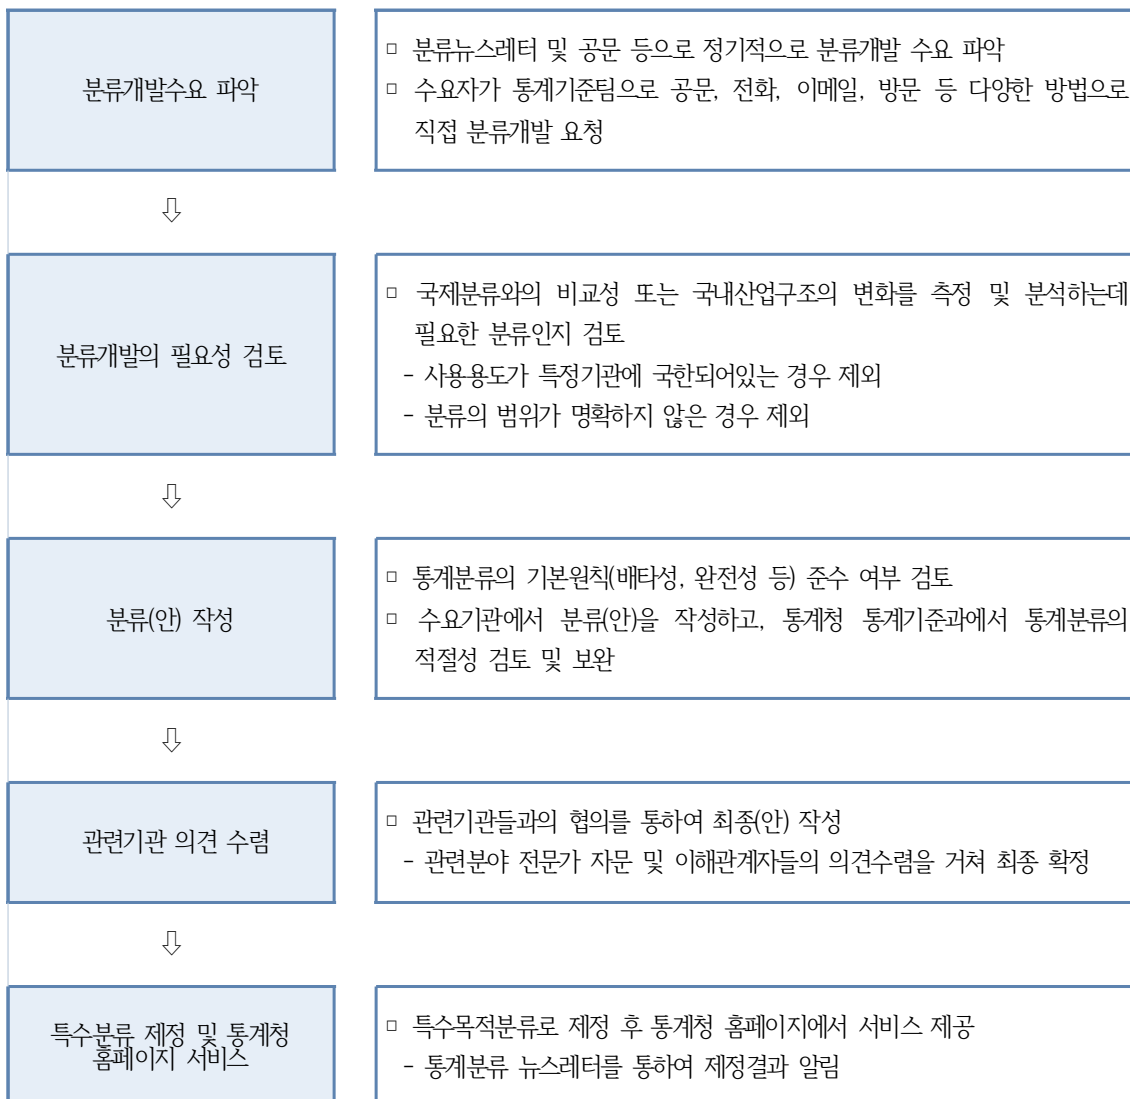 분류개발수요 파악
□ 분류뉴스레터 및 공문 등으로 정기적으로 분류개발 수요 파악
□ 수요자가 통계기준팀으로 공문, 전화, 이메일, 방문 등 다양한 방법으로
직접 분류개발 요청
⇩
분류개발의 필요성 검토
□ 국제분류와의 비교성 또는 국내산업구조의 변화를 측정 및 분석하는데
필요한 분류인지 검토
- 사용용도가 특정기관에 국한되어있는 경우 제외
- 분류의 범위가 명확하지 않은 경우 제외
⇩
분류(안) 작성
□ 통계분류의 기본원칙(배타성, 완전성 등) 준수 여부 검토
□ 수요기관에서 분류(안)을 작성하고, 통계청 통계기준과에서 통계분류의
적절성 검토 및 보완
⇩
관련기관 의견 수렴
□ 관련기관들과의 협의를 통하여 최종(안) 작성
- 관련분야 전문가 자문 및 이해관계자들의 의견수렴을 거쳐 최종 확정
⇩
특수분류 제정 및 통계청
홈페이지 서비스
□ 특수목적분류로 제정 후 통계청 홈페이지에서 서비스 제공
- 통계분류 뉴스레터를 통하여 제정결과 알림